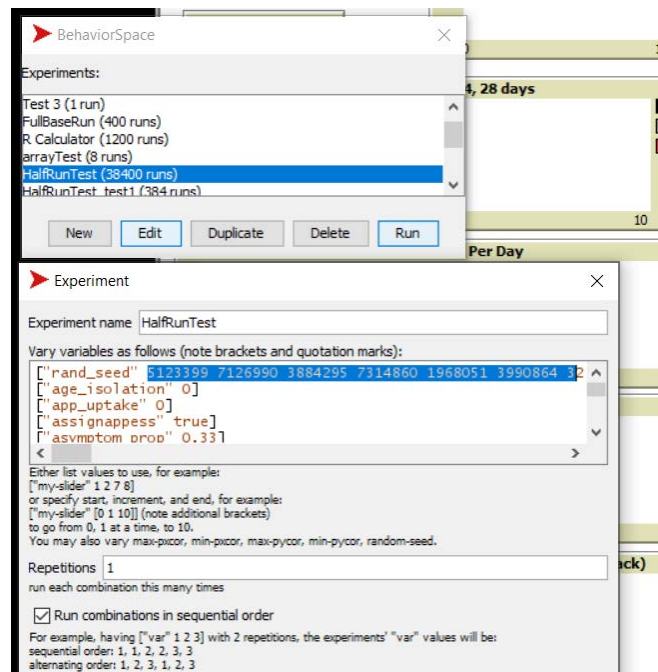 BehaviorSpace
Experiments:
Test 3 (1 run)
FullBaseRun (400 runs)
R Calculator (1200 runs)
arrayTest (8 runs)
HalfRunTest (38400 runs)
HalfRunTest_test1 (384 runs)
New Edit Duplicate Delete Run
4, 28 days
10
Per Day
Experiment
Experiment name HalfRunTest
Vary variables as follows (note brackets and quotation marks):
["rand_seed" 5123399 7126990 3884295 7314860 1968051 3990864 32
["age_isolation" 0]
["app_uptake" 0]
["assignappess" true]
["asymptom_prop" 0.33]
Either list values to use, for example:
["my-slider" 1 2 7 8]
or specify start, increment, and end, for example:
["my-slider" [0 1 10]] (note additional brackets)
to go from 0, 1 at a time, to 10.
You may also vary max-pxcor, min-pxcor, max-pycor, min-pycor, random-seed.
Repetitions 1
run each combination this many times
ack)
Run combinations in sequential order
For example, having ["var" 1 2 3] with 2 repetitions, the experiments' "var" values will be:
sequential order: 1, 1, 2, 2, 3, 3
alternating order: 1, 2, 3, 1, 2, 3